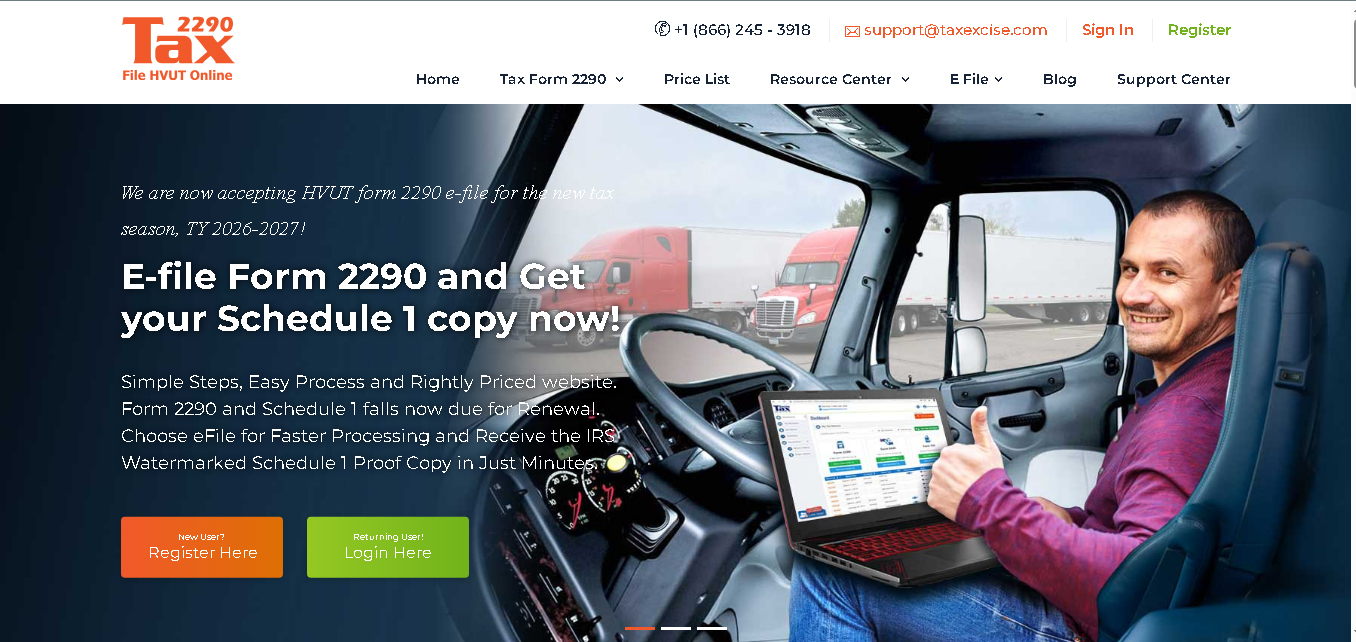 2290
Tax
File HVUT Online
+1 (866) 245 - 3918
support@taxexcise.com
Sign In
Register
Home
Tax Form 2290
Price List
Resource Center
E File
Blog
Support Center
We are now accepting HVUT form 2290 e-file for the new tax
season, TY 2026-2027!
E-file Form 2290 and Get
your Schedule 1 copy now!
Simple Steps, Easy Process and Rightly Priced website.
Form 2290 and Schedule 1 falls now due for Renewal.
Choose eFile for Faster Processing and Receive the IRS
Watermarked Schedule 1 Proof Copy in Just Minutes.
New User?
Register Here
Returning User!
Login Here
Tax
Dashboard